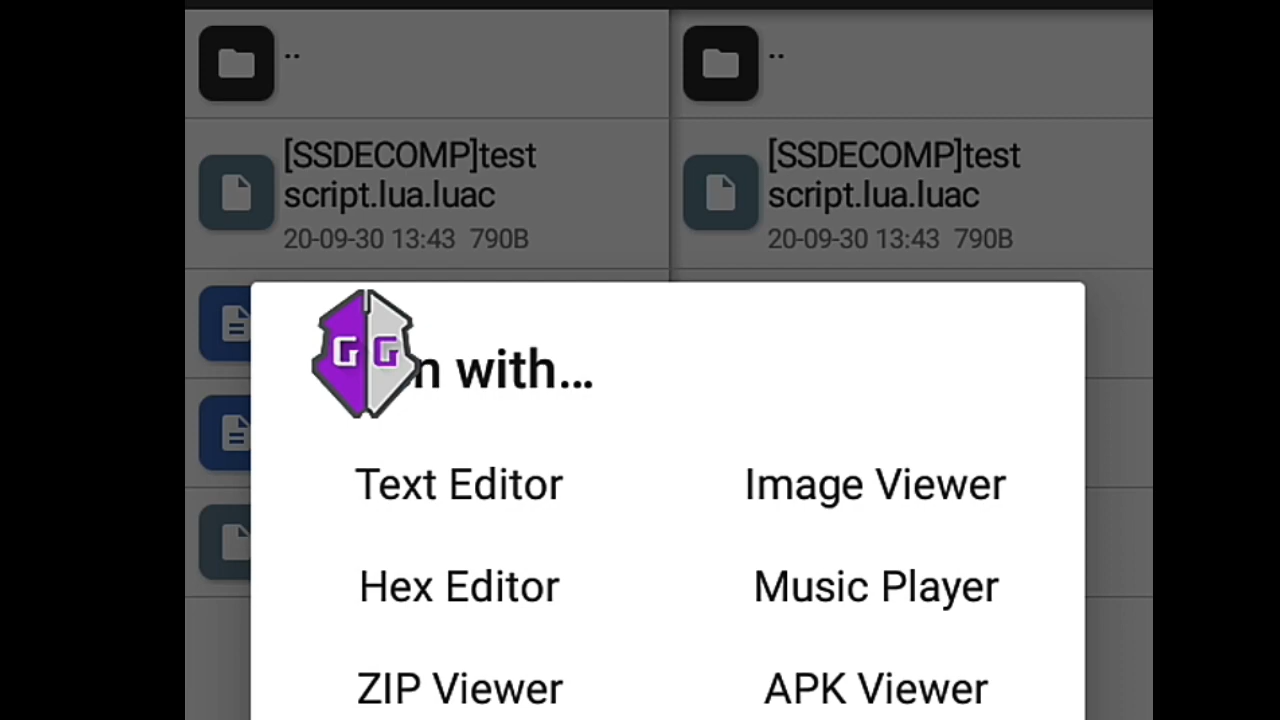 ..
[SSDECOMP]test
script.lua.luac
20-09-30 13:43 790B
..
[SSDECOMP]test
script.lua.luac
20-09-30 13:43 790B
GG
n with...
Text Editor
Image Viewer
Hex Editor
Music Player
ZIP Viewer
APK Viewer